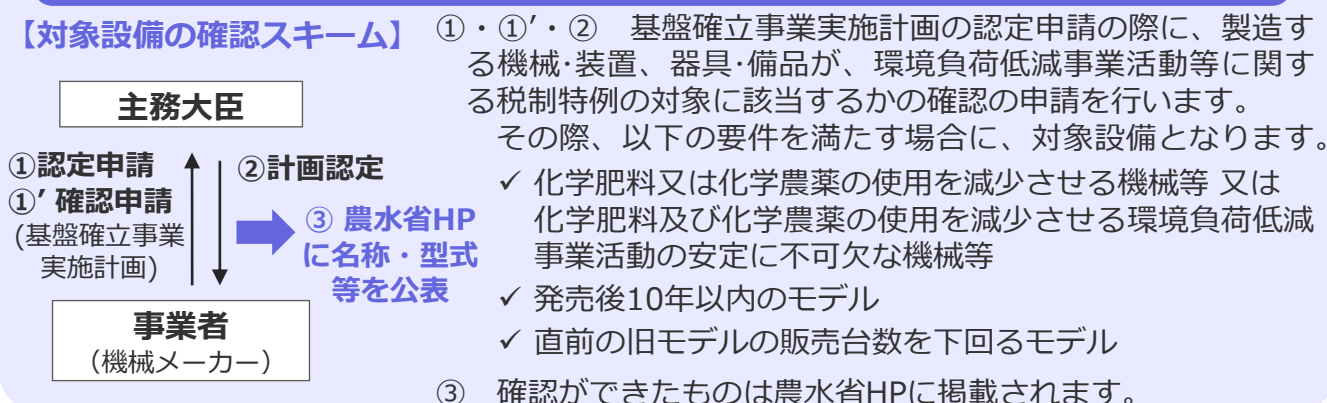 【対象設備の確認スキーム】
主務大臣
①認定申請
①′ 確認申請
(基盤確立事業
実施計画)
②計画認定
③ 農水省HP
に名称・型式
等を公表
事業者
（機械メーカー）
①・①′・②　基盤確立事業実施計画の認定申請の際に、製造す
る機械･装置、器具･備品が、環境負荷低減事業活動等に関す
る税制特例の対象に該当するかの確認の申請を行います。
その際、以下の要件を満たす場合に、対象設備となります。
✓ 化学肥料又は化学農薬の使用を減少させる機械等 又は
化学肥料及び化学農薬の使用を減少させる環境負荷低減
事業活動の安定に不可欠な機械等
✓ 発売後10年以内のモデル
✓ 直前の旧モデルの販売台数を下回るモデル
③　確認ができたものは農水省HPに掲載されます。